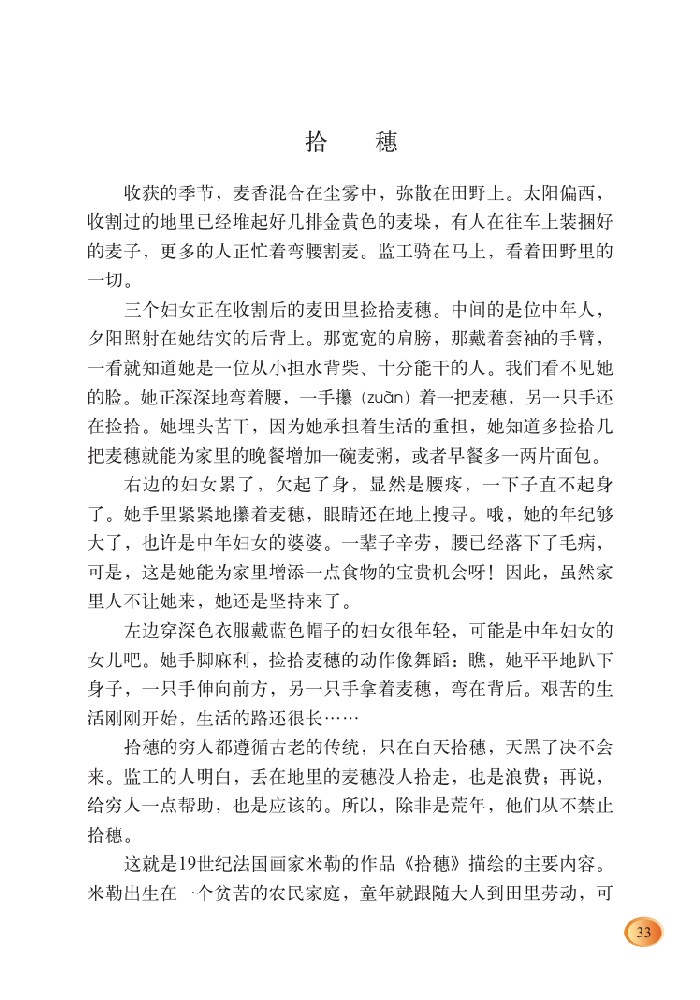 拾 穗
收获的季节，麦香混合在尘雾中，弥散在田野上。太阳偏西，
收割过的地里已经堆起好几排金黄色的麦垛，有人在往车上装捆好
的麦子，更多的人正忙着弯腰割麦。监工骑在马上，看着田野里的
一切。
三个妇女正在收割后的麦田里捡拾麦穗。中间的是位中年人，
夕阳照射在她结实的后背上。那宽宽的肩膀，那戴着套袖的手臂，
一看就知道她是一位从小担水背柴、十分能干的人。我们看不见她
的脸。她正深深地弯着腰，一手攥（zuàn）着一把麦穗，另一只手还
在捡拾。她埋头苦干，因为她承担着生活的重担，她知道多捡拾几
把麦穗就能为家里的晚餐增加一碗麦粥，或者早餐多一两片面包。
右边的妇女累了，欠起了身，显然是腰疼，一下子直不起身
了。她手里紧紧地攥着麦穗，眼睛还在地上搜寻。哦，她的年纪够
大了，也许是中年妇女的婆婆。一辈子辛劳，腰已经落下了毛病，
可是，这是她能为家里增添一点食物的宝贵机会呀！因此，虽然家
里人不让她来，她还是坚持来了。
左边穿深色衣服戴蓝色帽子的妇女很年轻，可能是中年妇女的
女儿吧。她手脚麻利，捡拾麦穗的动作像舞蹈：瞧，她平平地趴下
身子，一只手伸向前方，另一只手拿着麦穗，弯在背后。艰苦的生
活刚刚开始，生活的路还很长……
拾穗的穷人都遵循古老的传统，只在白天拾穗，天黑了决不会
来。监工的人明白，丢在地里的麦穗没人拾走，也是浪费；再说，
给穷人一点帮助，也是应该的。所以，除非是荒年，他们从不禁止
拾穗。
这就是19世纪法国画家米勒的作品《拾穗》描绘的主要内容。
米勒出生在一个贫苦的农民家庭，童年就跟随大人到田里劳动，可
33